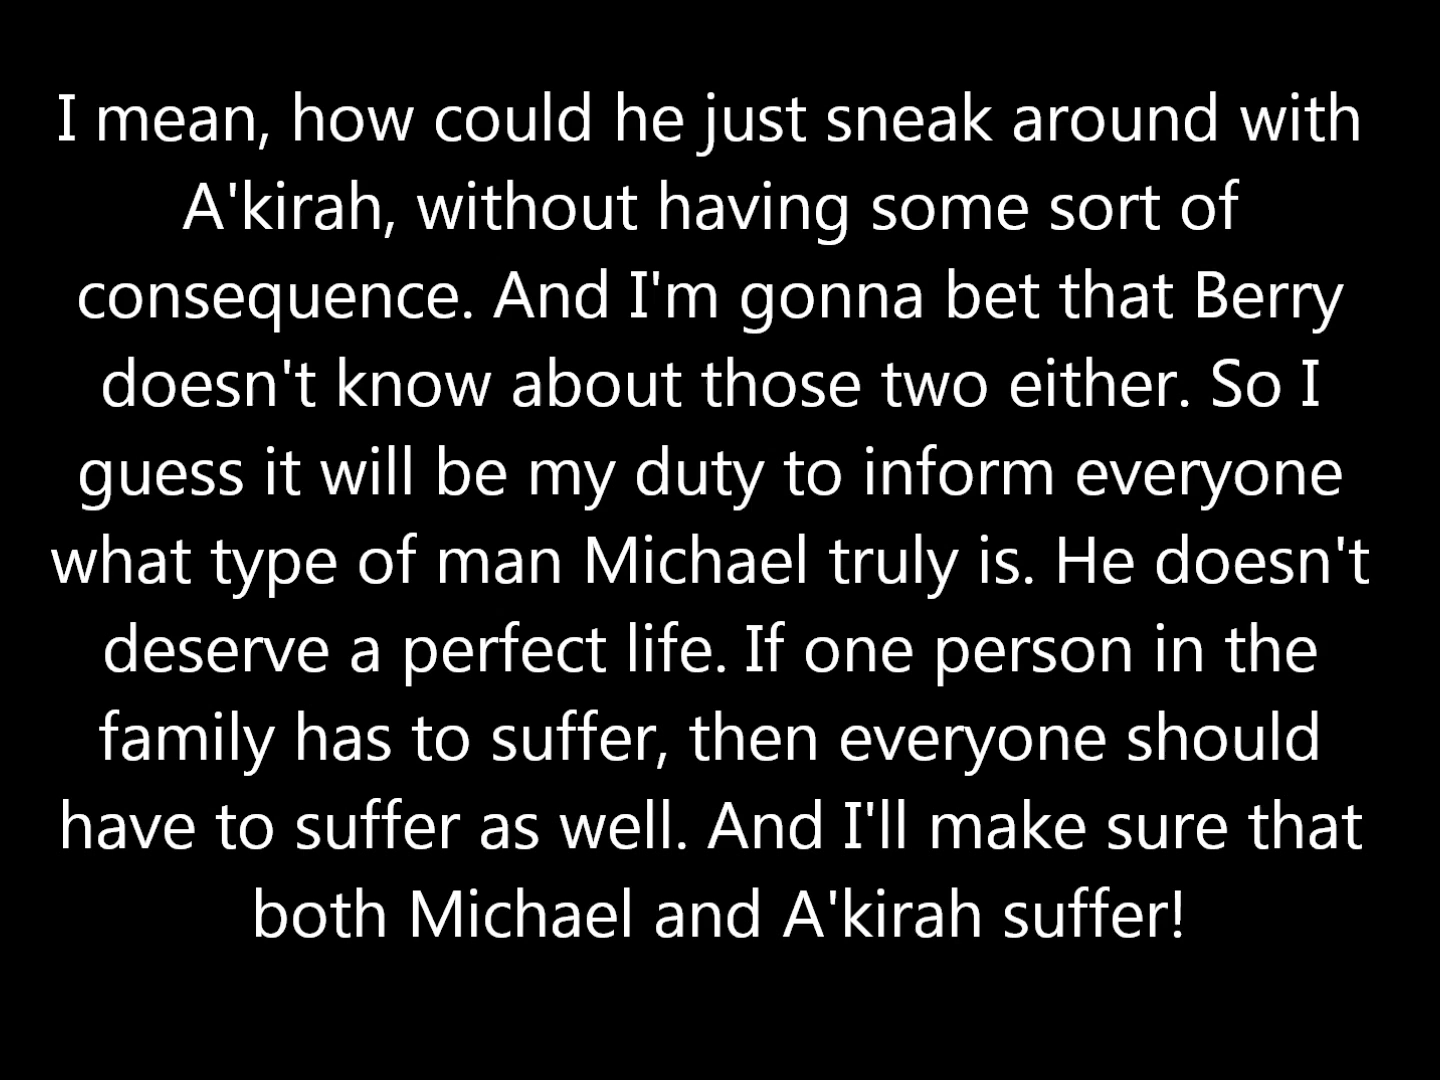 I mean, how could he just sneak around with
A'kirah, without having some sort of
consequence. And I'm gonna bet that Berry
doesn't know about those two either. So I
guess it will be my duty to inform everyone
what type of man Michael truly is. He doesn't
deserve a perfect life. If one person in the
family has to suffer, then everyone should
have to suffer as well. And I'll make sure that
both Michael and A'kirah suffer!